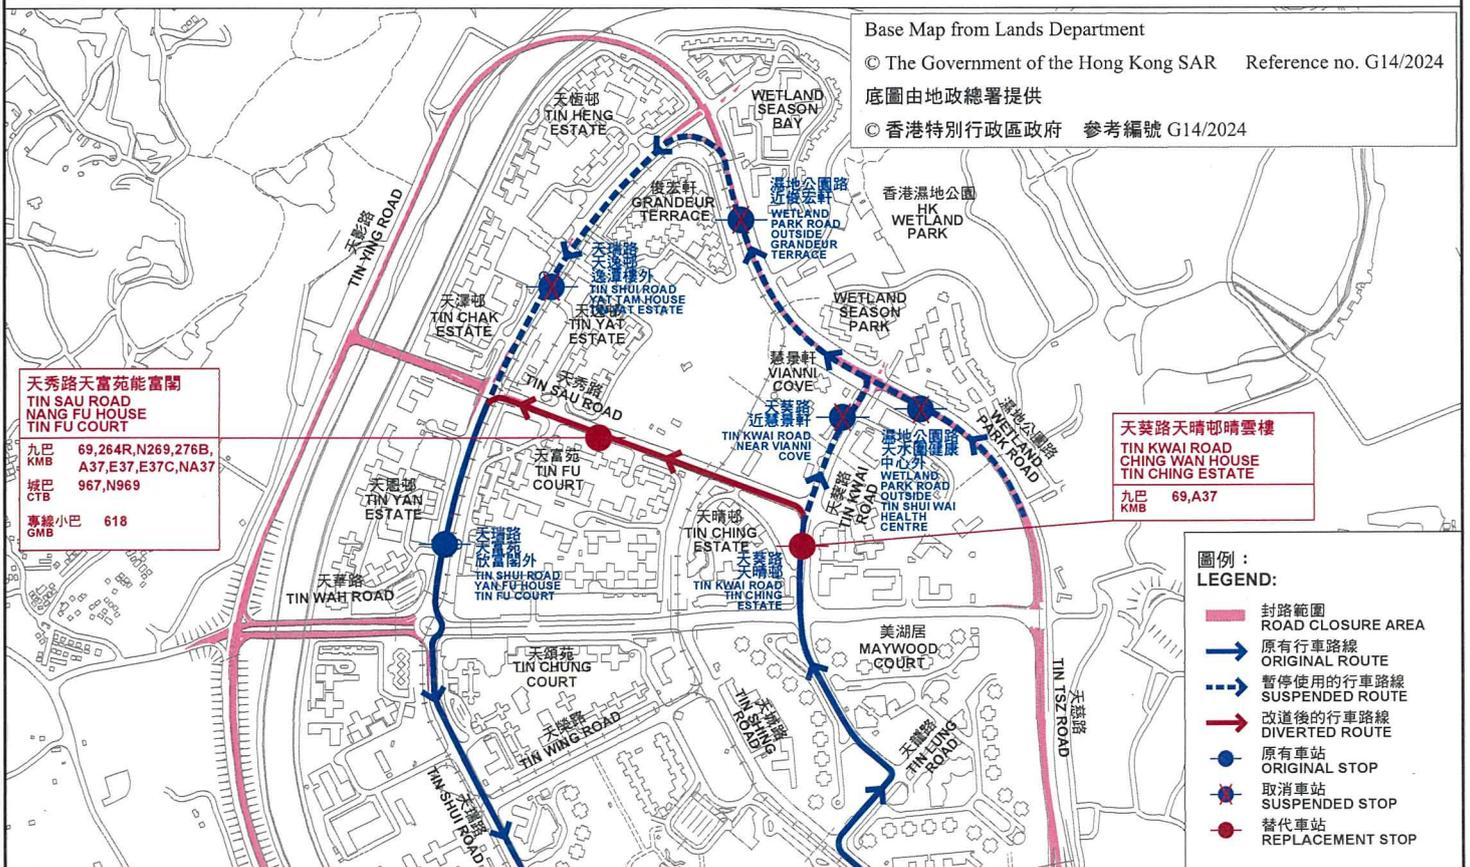 Base Map from Lands Department
© The Government of the Hong Kong SAR Reference no. G14/2024
底圖由地政總署提供
© 香港特別行政區政府 參考編號 G14/2024
天恆邨
TIN HENG
ESTATE
WETLAND
SEASON
BAY
俊宏軒
GRANDEUR
TERRACE
濕地公園路
近俊宏軒
WETLAND
PARK ROAD
OUTSIDE
GRANDEUR
TERRACE
香港濕地公園
HK
WETLAND
PARK
天影路
TIN YING ROAD
天瑞路
天逸邨
逸潭樓外
TIN SHUI ROAD
YAT TAM HOUSE
TIN YAT ESTATE
天澤邨
TIN CHAK
ESTATE
天逸邨
TIN YAT
ESTATE
WETLAND
SEASON
PARK
慧景軒
VIANNI
COVE
天秀路
TIN SAU ROAD
天秀路天富苑能富閣
TIN SAU ROAD
NANG FU HOUSE
TIN FU COURT
九巴 69,264R,N269,276B,
KMB A37,E37,E37C,NA37
城巴 967,N969
CTB
專線小巴 618
GMB
天葵路
近慧景軒
TIN KWAI ROAD
NEAR VIANNI
COVE
濕地公園路
天水圍健康
中心外
WETLAND
PARK ROAD
OUTSIDE
TIN SHUI WAI
HEALTH
CENTRE
濕地公園路
WETLAND
PARK ROAD
天葵路天晴邨晴雲樓
TIN KWAI ROAD
CHING WAN HOUSE
TIN CHING ESTATE
九巴 69,A37
KMB
天富苑
TIN FU
COURT
天恩邨
TIN YAN
ESTATE
天葵路
TIN KWAI
ROAD
天晴邨
TIN CHING
ESTATE
天瑞路
天富苑
欣富閣外
TIN SHUI ROAD
YAN FU HOUSE
TIN FU COURT
天葵路
天晴邨
TIN KWAI ROAD
TIN CHING
ESTATE
天華路
TIN WAH ROAD
天頌苑
TIN CHUNG
COURT
美湖居
MAYWOOD
COURT
天榮路
TIN WING ROAD
天城路
TIN SHING
ROAD
天龍路
TIN LUNG
ROAD
天慈路
TIN TSZ ROAD
天瑞路
TIN SHUI ROAD
圖例：
LEGEND:
封路範圍
ROAD CLOSURE AREA
原有行車路線
ORIGINAL ROUTE
暫停使用的行車路線
SUSPENDED ROUTE
改道後的行車路線
DIVERTED ROUTE
原有車站
ORIGINAL STOP
取消車站
SUSPENDED STOP
替代車站
REPLACEMENT STOP